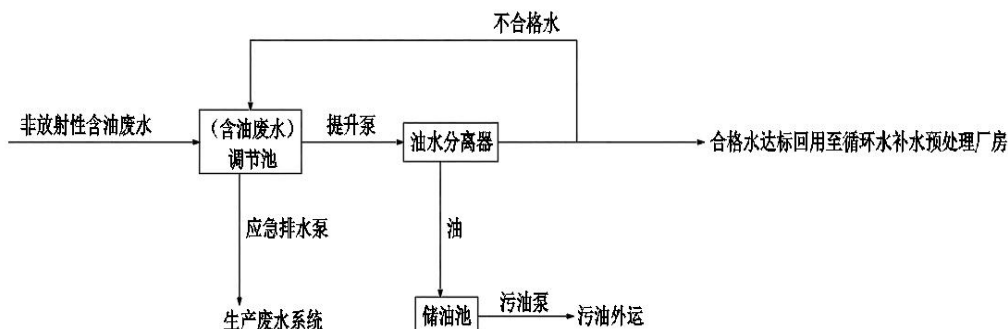 不合格水
非放射性含油废水
(含油废水)
调节池
提升泵
油水分离器
合格水达标回用至循环水补水预处理厂房
应急排水泵
油
生产废水系统
储油池
污油泵
污油外运